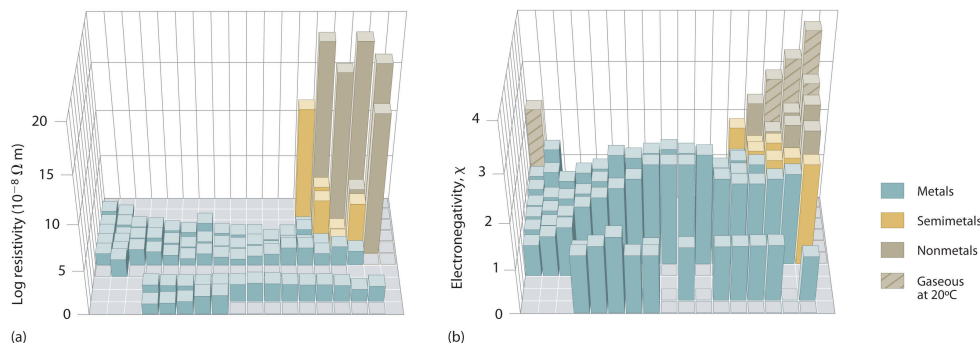 20
15
10
5
0
Log resistivity (10⁻⁸ Ω m)
(a)
4
3
2
1
0
Electronegativity, χ
(b)
Metals
Semimetals
Nonmetals
Gaseous
at 20ºC